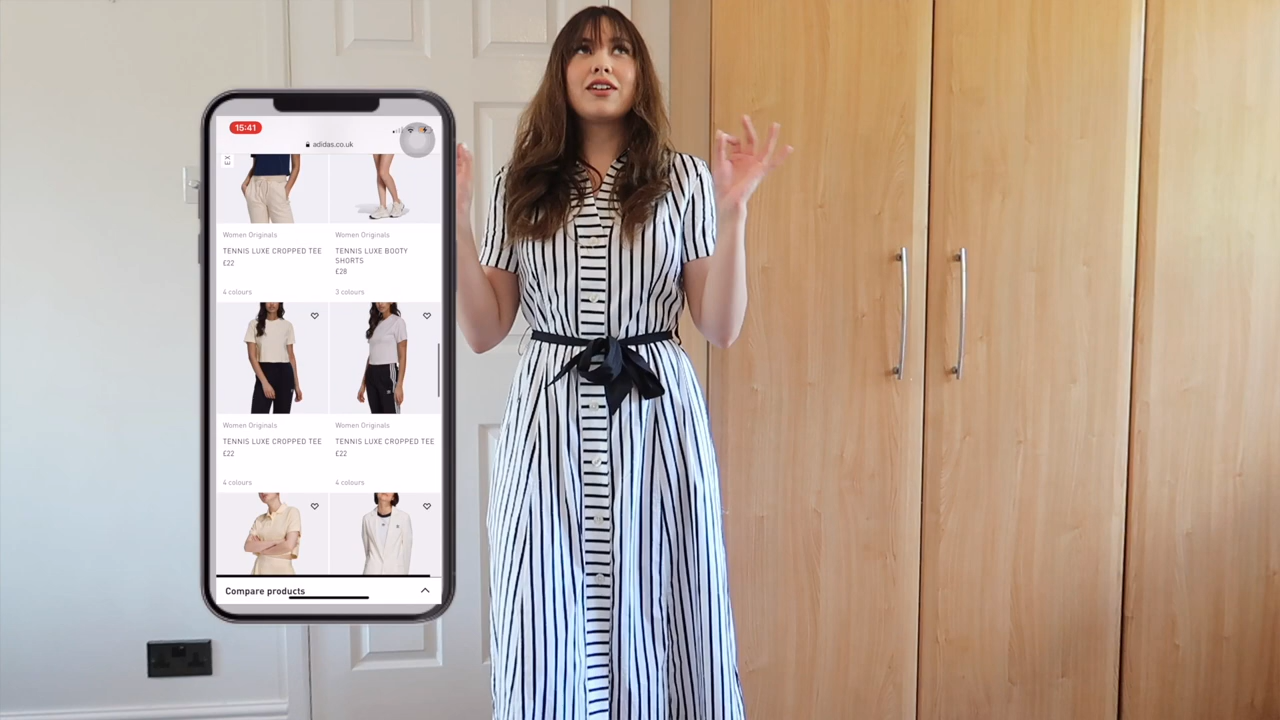 15:41
adidas.co.uk
EX
Women Originals
TENNIS LUXE CROPPED TEE
£22
4 colours
Women Originals
TENNIS LUXE BOOTY
SHORTS
£28
3 colours
Women Originals
TENNIS LUXE CROPPED TEE
£22
4 colours
Women Originals
TENNIS LUXE CROPPED TEE
£22
4 colours
Compare products